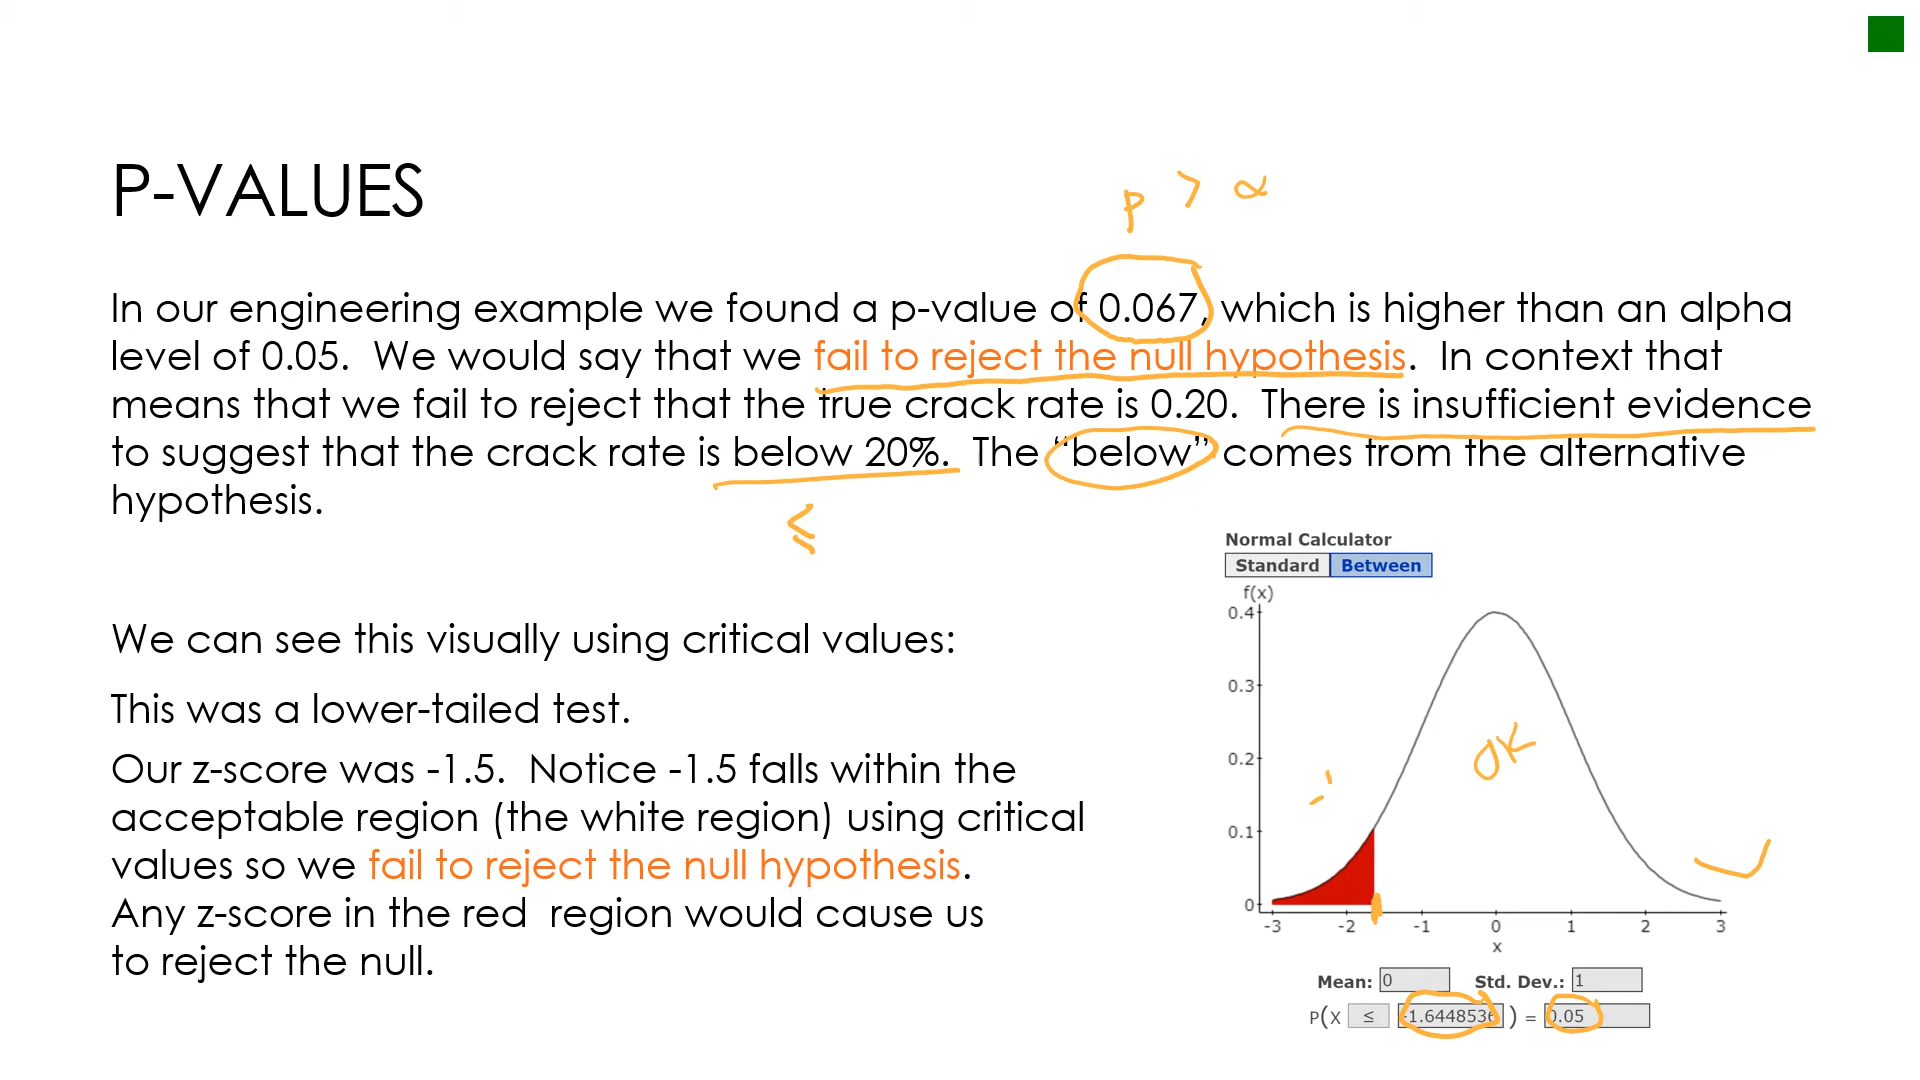 P-VALUES
p > α
In our engineering example we found a p-value of 0.067, which is higher than an alpha
level of 0.05. We would say that we fail to reject the null hypothesis. In context that
means that we fail to reject that the true crack rate is 0.20. There is insufficient evidence
to suggest that the crack rate is below 20%. The “below” comes from the alternative
hypothesis.
≤
We can see this visually using critical values:
This was a lower-tailed test.
Our z-score was -1.5. Notice -1.5 falls within the
acceptable region (the white region) using critical
values so we fail to reject the null hypothesis.
Any z-score in the red region would cause us
to reject the null.
Normal Calculator
Standard Between
f(x)
0.4
0.3
0.2
0.1
0
OK
-3 -2 -1 0 1 2 3
x
Mean: 0 Std. Dev.: 1
P(X ≤ -1.6448536 ) = 0.05